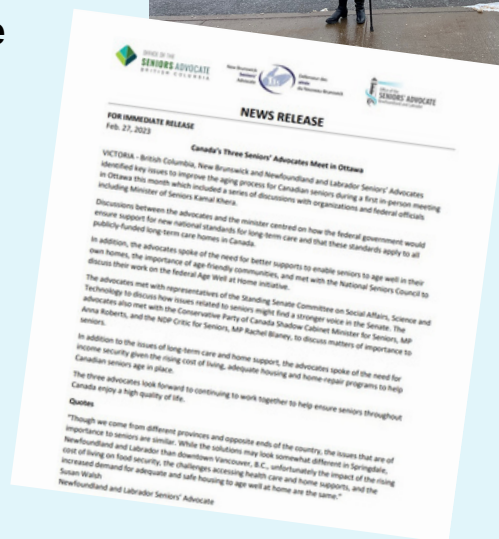 e
OFFICE OF THE
SENIORS ADVOCATE
BRITISH COLUMBIA
New Brunswick
Seniors'
Advocate
Défenseur des
du Nouveau-Brunswick
Office of the
SENIORS' ADVOCATE
Newfoundland and Labrador
NEWS RELEASE
FOR IMMEDIATE RELEASE
Feb. 27, 2023
Canada's Three Seniors' Advocates Meet in Ottawa
VICTORIA - British Columbia, New Brunswick and Newfoundland and Labrador Seniors' Advocates
identified key issues to improve the aging process for Canadian seniors during a first in-person meeting
in Ottawa this month which included a series of discussions with organizations and federal officials
including Minister of Seniors Kamal Khera.
Discussions between the advocates and the minister centred on how the federal government would
ensure support for new national standards for long-term care and that these standards apply to all
publicly-funded long-term care homes in Canada.
In addition, the advocates spoke of the need for better supports to enable seniors to age well in their
own homes, the importance of age-friendly communities, and met with the National Seniors Council to
discuss their work on the federal Age Well at Home initiative.
The advocates met with representatives of the Standing Senate Committee on Social Affairs, Science and
Technology to discuss how issues related to seniors might find a stronger voice in the Senate. The
advocates also met with the Conservative Party of Canada Shadow Cabinet Minister for Seniors, MP
Anna Roberts, and the NDP Critic for Seniors, MP Rachel Blaney, to discuss matters of importance to
seniors.
In addition to the issues of long-term care and home support, the advocates spoke of the need for
income security given the rising cost of living, adequate housing and home repair programs to help
Canadian seniors age in place.
The three advocates look forward to continuing to work together to help ensure seniors throughout
Canada enjoy a high quality of life.
Quotes
"Though we come from different provinces and opposite ends of the country, the issues that are of
importance to seniors are similar. While the solutions may look somewhat different in Springdale,
Newfoundland and Labrador than downtown Vancouver, B.C., unfortunately the impact of the rising
cost of living on food security, the challenges accessing health care and home supports, and the
increased demand for adequate and safe housing to age well at home are the same."
Susan Walsh
Newfoundland and Labrador Seniors' Advocate